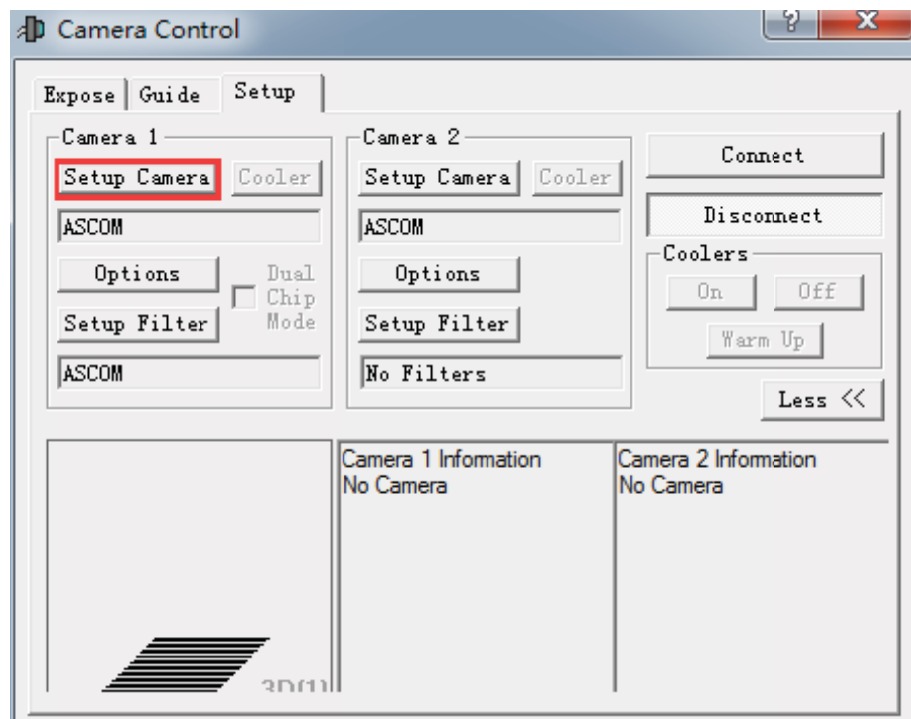 Camera Control
Expose Guide Setup
Camera 1
Setup Camera Cooler
ASCOM
Options
Dual Chip Mode
Setup Filter
ASCOM
Camera 2
Setup Camera Cooler
ASCOM
Options
Setup Filter
No Filters
Connect
Disconnect
Coolers
On Off
Warm Up
Less <<
Camera 1 Information
No Camera
Camera 2 Information
No Camera